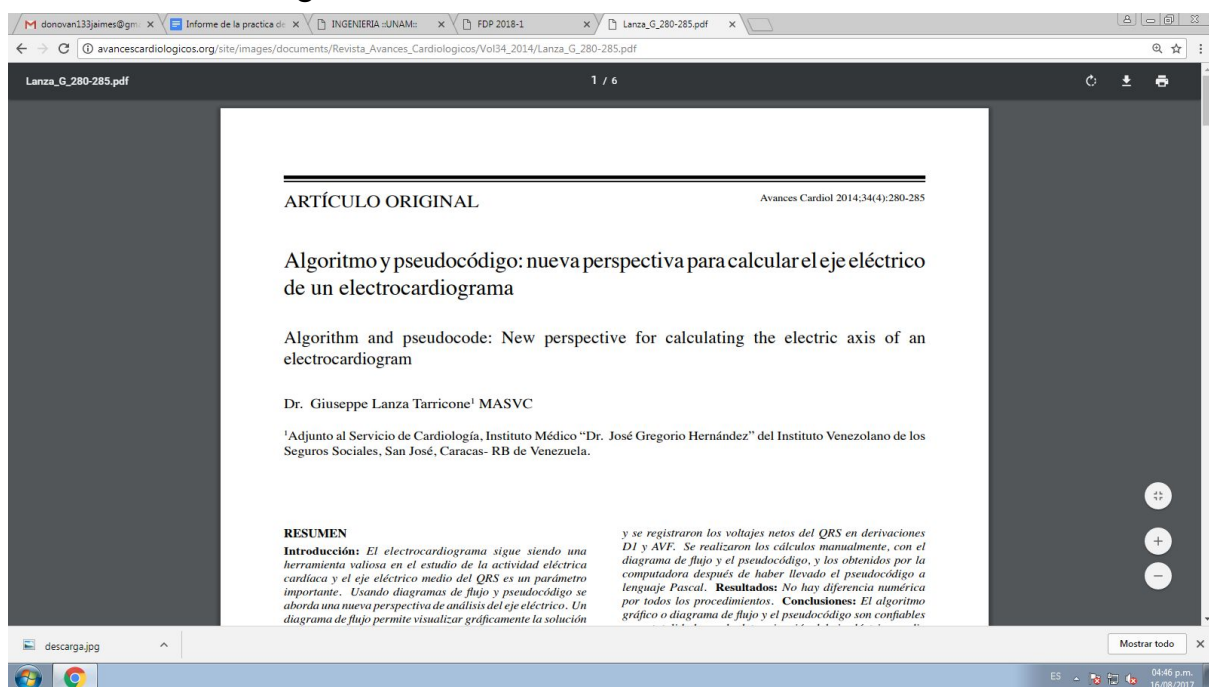 donovan133jaimes@gm
Informe de la practica de
INGENIERIA ::UNAM::
FDP 2018-1
Lanza_G_280-285.pdf
avancescardiologicos.org/site/images/documents/Revista_Avances_Cardiologicos/Vol34_2014/Lanza_G_280-285.pdf
Lanza_G_280-285.pdf
1 / 6
ARTÍCULO ORIGINAL
Avances Cardiol 2014;34(4):280-285
Algoritmo y pseudocódigo: nueva perspectiva para calcular el eje eléctrico
de un electrocardiograma
Algorithm and pseudocode: New perspective for calculating the electric axis of an
electrocardiogram
Dr. Giuseppe Lanza Tarricone¹ MASVC
¹Adjunto al Servicio de Cardiología, Instituto Médico “Dr. José Gregorio Hernández” del Instituto Venezolano de los
Seguros Sociales, San José, Caracas- RB de Venezuela.
RESUMEN
Introducción: El electrocardiograma sigue siendo una
herramienta valiosa en el estudio de la actividad eléctrica
cardíaca y el eje eléctrico medio del QRS es un parámetro
importante. Usando diagramas de flujo y pseudocódigo se
aborda una nueva perspectiva de análisis del eje eléctrico. Un
diagrama de flujo permite visualizar gráficamente la solución
y se registraron los voltajes netos del QRS en derivaciones
D1 y AVF. Se realizaron los cálculos manualmente, con el
diagrama de flujo y el pseudocódigo, y los obtenidos por la
computadora después de haber llevado el pseudocódigo a
lenguaje Pascal. Resultados: No hay diferencia numérica
por todos los procedimientos. Conclusiones: El algoritmo
gráfico o diagrama de flujo y el pseudocódigo son confiables
descarga.jpg
Mostrar todo
ES
04:46 p.m.
16/08/2017